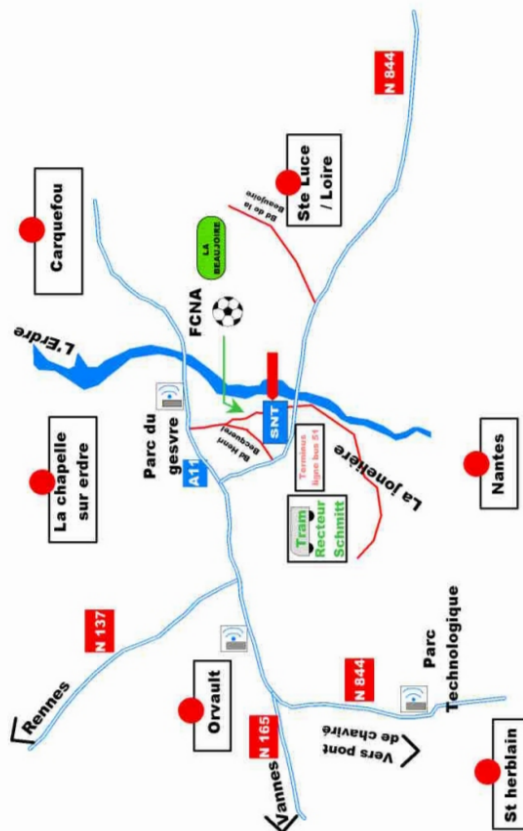 Rennes
N 137
La chapelle
sur erdre
L'Erdre
Carquefou
Vannes
N 165
Orvault
A11
Parc du
gesvre
FCNA
LA
BEAUJOIRE
Bd Henri
Becquerel
SNT
Bd de la
Beaujoire
Ste Luce
/ Loire
N 844
Terminus
ligne bus 51
Tram
Recteur
Schmitt
La jonelière
Vers pont
de chaviré
N 844
Parc
Technologique
St herblain
Nantes